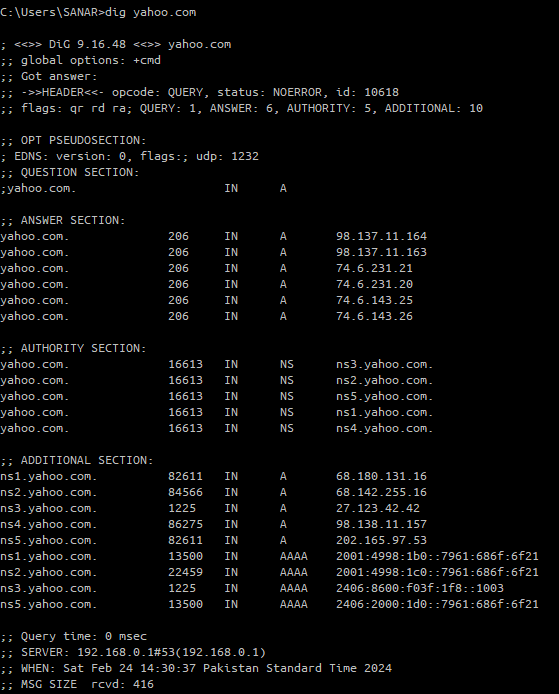 C:\Users\SANAR>dig yahoo.com
; <<>> DiG 9.16.48 <<>> yahoo.com
;; global options: +cmd
;; Got answer:
;; ->>HEADER<<- opcode: QUERY, status: NOERROR, id: 10618
;; flags: qr rd ra; QUERY: 1, ANSWER: 6, AUTHORITY: 5, ADDITIONAL: 10
;; OPT PSEUDOSECTION:
; EDNS: version: 0, flags:; udp: 1232
;; QUESTION SECTION:
;yahoo.com. IN A
;; ANSWER SECTION:
yahoo.com. 206 IN A 98.137.11.164
yahoo.com. 206 IN A 98.137.11.163
yahoo.com. 206 IN A 74.6.231.21
yahoo.com. 206 IN A 74.6.231.20
yahoo.com. 206 IN A 74.6.143.25
yahoo.com. 206 IN A 74.6.143.26
;; AUTHORITY SECTION:
yahoo.com. 16613 IN NS ns3.yahoo.com.
yahoo.com. 16613 IN NS ns2.yahoo.com.
yahoo.com. 16613 IN NS ns5.yahoo.com.
yahoo.com. 16613 IN NS ns1.yahoo.com.
yahoo.com. 16613 IN NS ns4.yahoo.com.
;; ADDITIONAL SECTION:
ns1.yahoo.com. 82611 IN A 68.180.131.16
ns2.yahoo.com. 84566 IN A 68.142.255.16
ns3.yahoo.com. 1225 IN A 27.123.42.42
ns4.yahoo.com. 86275 IN A 98.138.11.157
ns5.yahoo.com. 82611 IN A 202.165.97.53
ns1.yahoo.com. 13500 IN AAAA 2001:4998:1b0::7961:686f:6f21
ns2.yahoo.com. 22459 IN AAAA 2001:4998:1c0::7961:686f:6f21
ns3.yahoo.com. 1225 IN AAAA 2406:8600:f03f:1f8::1003
ns5.yahoo.com. 13500 IN AAAA 2406:2000:1d0::7961:686f:6f21
;; Query time: 0 msec
;; SERVER: 192.168.0.1#53(192.168.0.1)
;; WHEN: Sat Feb 24 14:30:37 Pakistan Standard Time 2024
;; MSG SIZE rcvd: 416